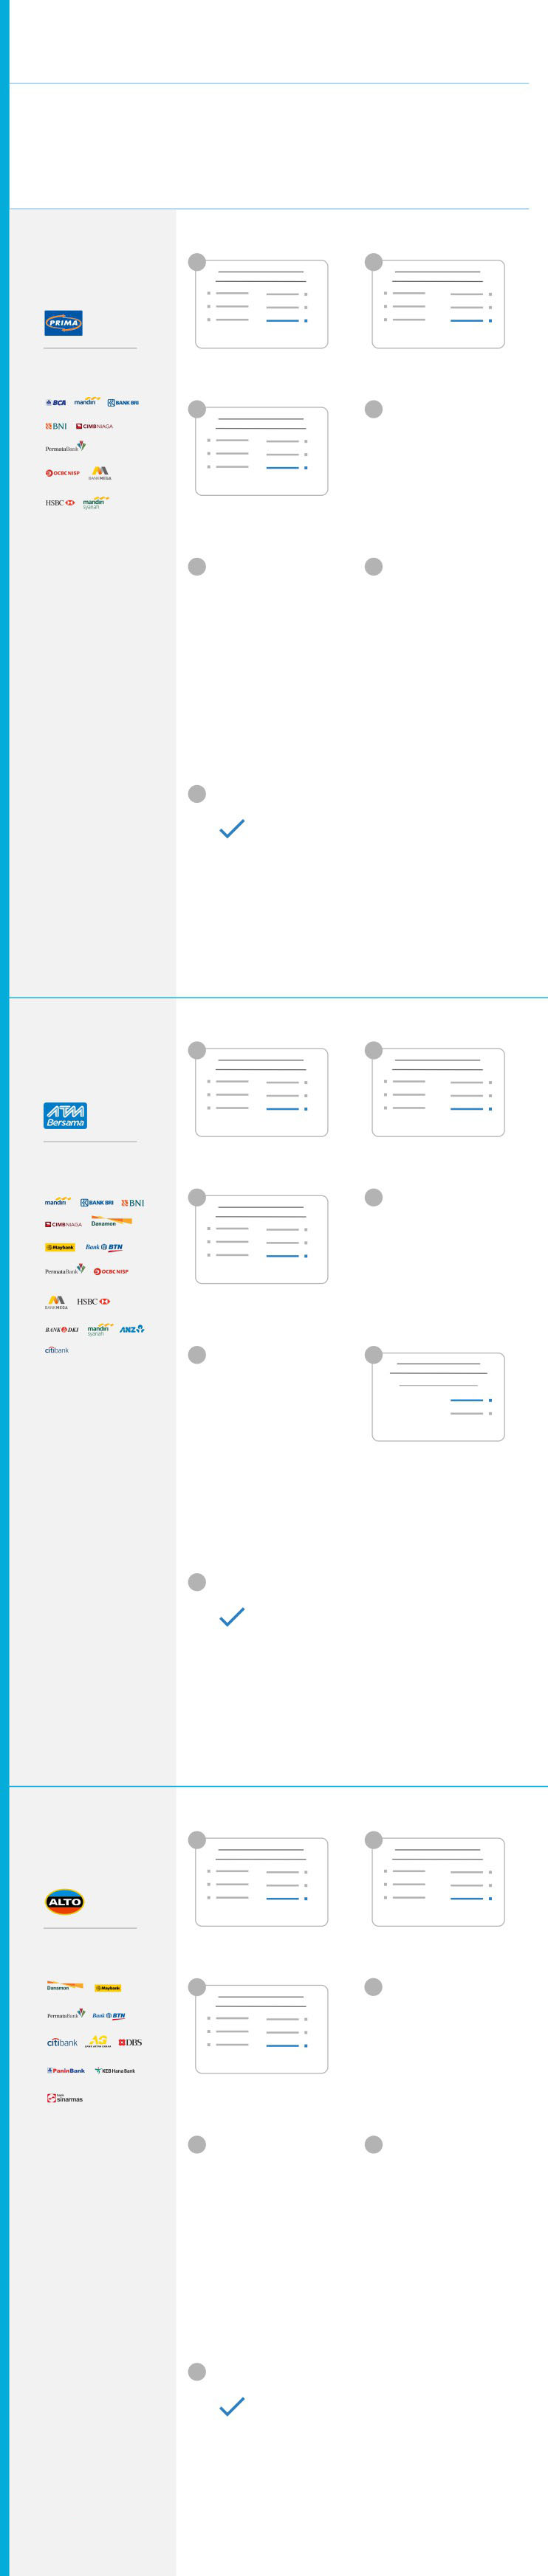 PRIMA
BCA mandiri BANK BRI
BNI CIMB NIAGA
PermataBank
OCBC NISP BANK MEGA
HSBC mandiri syariah
ATM Bersama
mandiri BANK BRI BNI
CIMB NIAGA Danamon
Maybank Bank BTN
PermataBank OCBC NISP
BANK MEGA HSBC
BANK DKI mandiri syariah ANZ
citibank
ALTO
Danamon Maybank
PermataBank Bank BTN
citibank AG DBS
PaninBank KEB Hana Bank
sinarmas